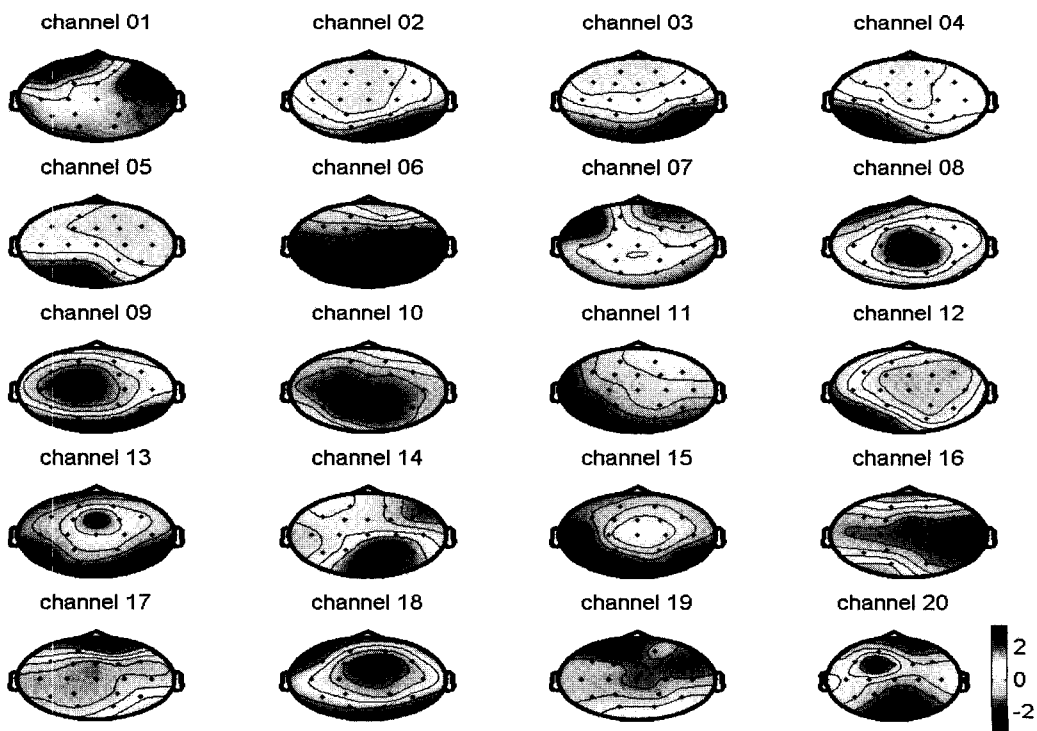 channel 01 channel 02 channel 03 channel 04
channel 05 channel 06 channel 07 channel 08
channel 09 channel 10 channel 11 channel 12
channel 13 channel 14 channel 15 channel 16
channel 17 channel 18 channel 19 channel 20
2
0
-2